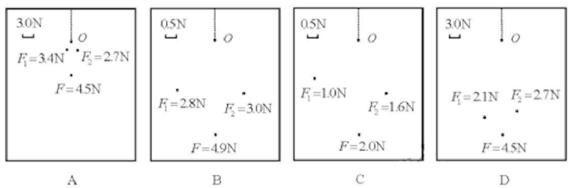 3.0N
O
F₁=3.4N F₂=2.7N
F=4.5N
A
0.5N
O
F₁=2.8N F₂=3.0N
F=4.9N
B
0.5N
O
F₁=1.0N F₂=1.6N
F=2.0N
C
3.0N
O
F₁=2.1N F₂=2.7N
F=4.5N
D